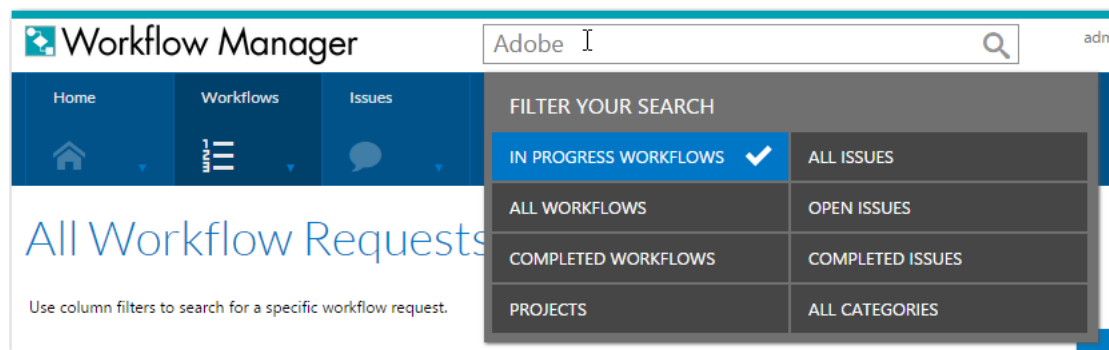 Workflow Manager
Adobe
adm
Home
Workflows
Issues
FILTER YOUR SEARCH
IN PROGRESS WORKFLOWS
ALL ISSUES
ALL WORKFLOWS
OPEN ISSUES
COMPLETED WORKFLOWS
COMPLETED ISSUES
PROJECTS
ALL CATEGORIES
All Workflow Requests
Use column filters to search for a specific workflow request.